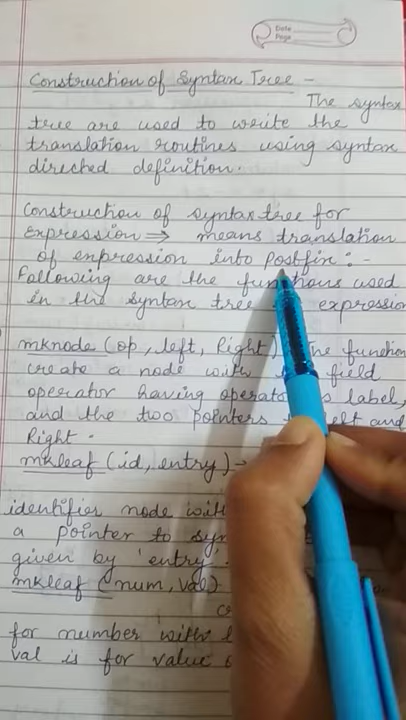 Date
Page
Construction of Syntax Tree -
The syntax
tree are used to write the
translation routines using syntax
directed definition.
Construction of syntax tree for
Expression ⇒ means translation
of expression into Postfix :-
Following are the functions used
in the syntax tree expression
mknode (op, left, Right) The function
create a node with field
operator having operator label,
and the two pointers left and
Right.
mkleaf (id, entry) →
identifier node with
a pointer to sym
given by 'entry'.
mkleaf (num, val)
for number with
val is for value